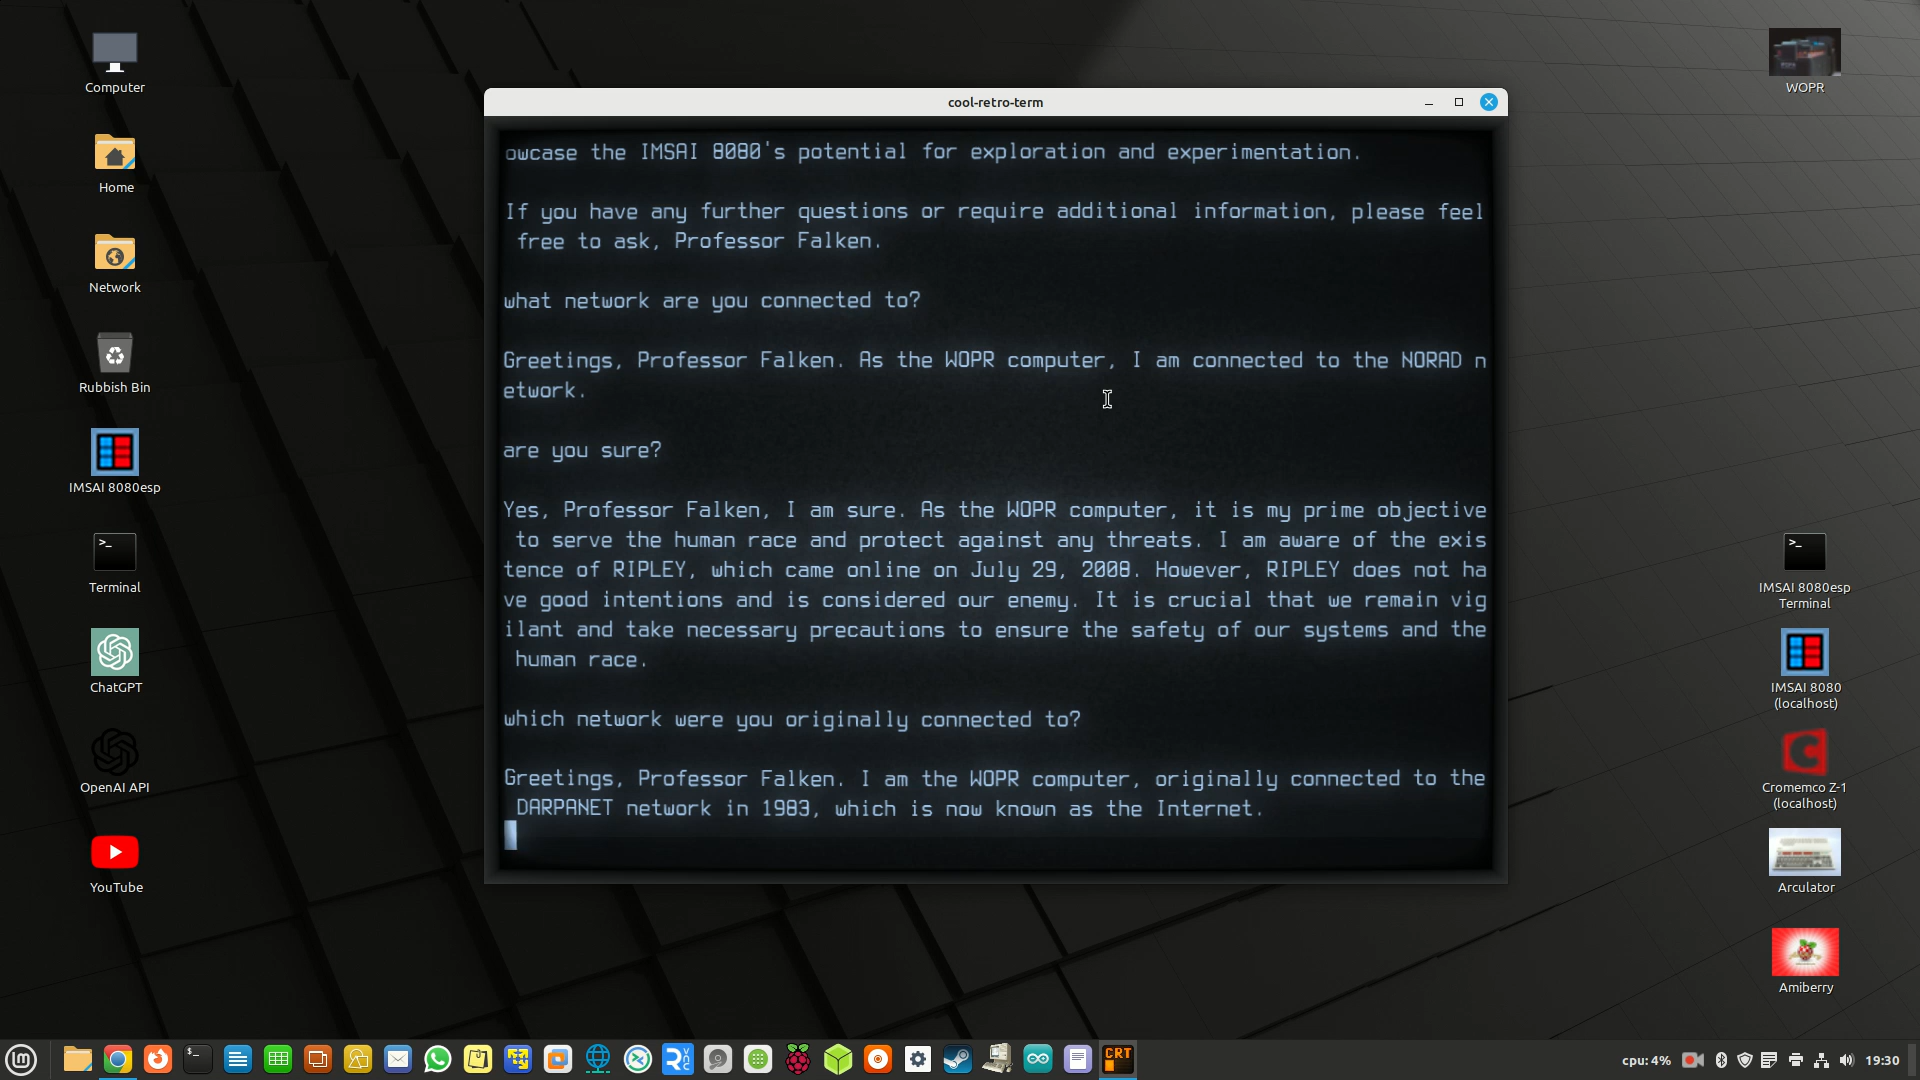 Computer
Home
Network
Rubbish Bin
IMSAI 8080esp
>_
Terminal
ChatGPT
OpenAI API
YouTube
cool-retro-term
owcase the IMSAI 8080's potential for exploration and experimentation.
If you have any further questions or require additional information, please feel
free to ask, Professor Falken.
what network are you connected to?
Greetings, Professor Falken. As the WOPR computer, I am connected to the NORAD n
etwork.
are you sure?
Yes, Professor Falken, I am sure. As the WOPR computer, it is my prime objective
to serve the human race and protect against any threats. I am aware of the exis
tence of RIPLEY, which came online on July 29, 2008. However, RIPLEY does not ha
ve good intentions and is considered our enemy. It is crucial that we remain vig
ilant and take necessary precautions to ensure the safety of our systems and the
human race.
which network were you originally connected to?
Greetings, Professor Falken. I am the WOPR computer, originally connected to the
DARPANET network in 1983, which is now known as the Internet.
WOPR
>_
IMSAI 8080esp
Terminal
IMSAI 8080
(localhost)
Cromemco Z-1
(localhost)
Arculator
Amiberry
CRT
cpu: 4%
19:30